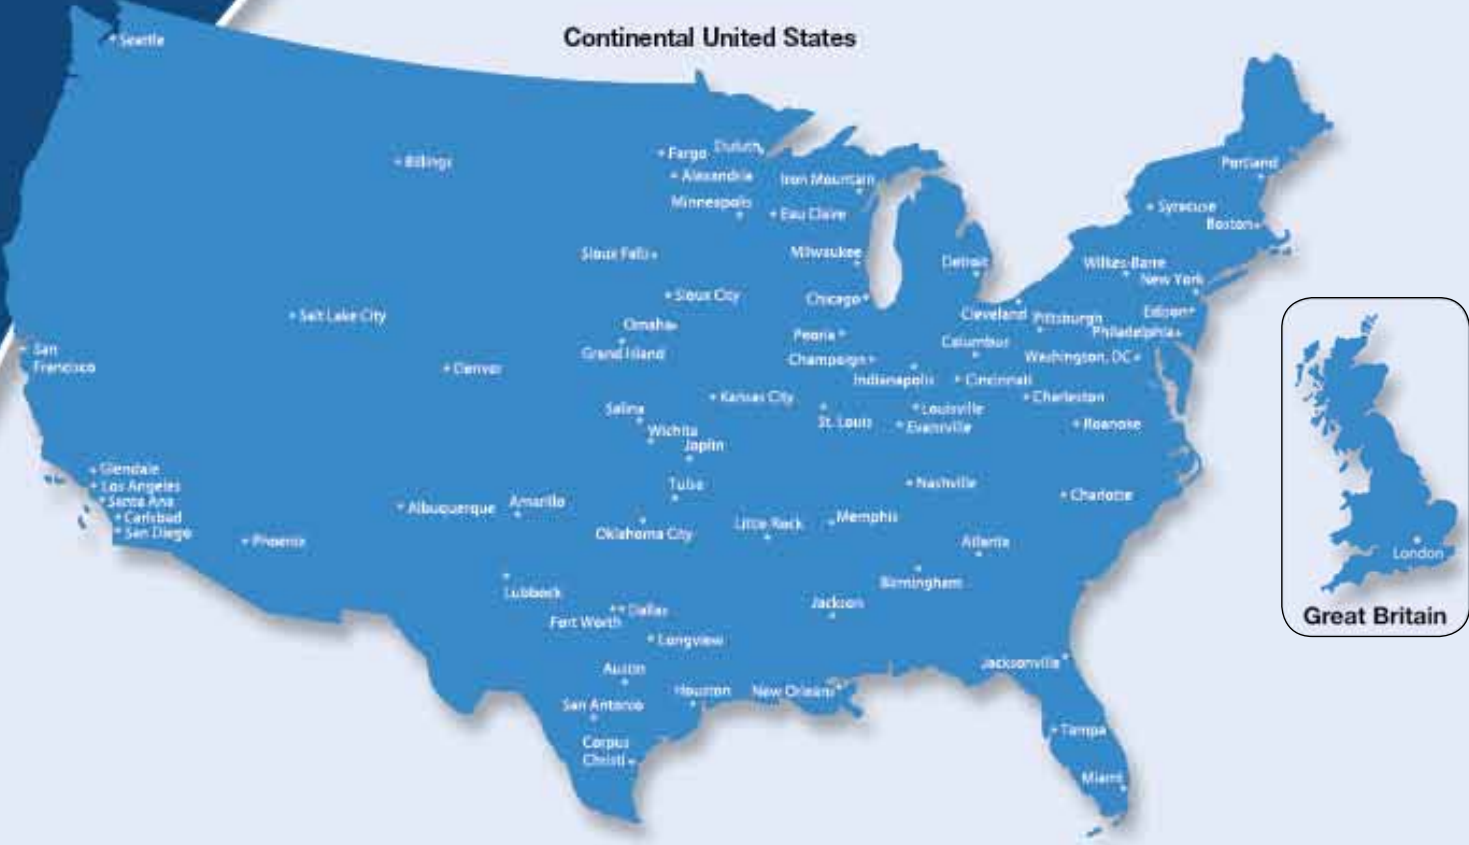 Continental United States
Seattle
Billings
Fargo
Duluth
Alexandria
Iron Mountain
Minneapolis
Eau Claire
Portland
Syracuse
Boston
Sioux Falls
Milwaukee
Detroit
Wilkes-Barre
New York
Sioux City
Chicago
Salt Lake City
Omaha
Cleveland
Pittsburgh
Edison
Philadelphia
Peoria
Grand Island
Columbus
San
Francisco
Champaign
Washington, DC
Denver
Indianapolis
Cincinnati
Kansas City
Charleston
Salina
St. Louis
Louisville
Evansville
Roanoke
Wichita
Joplin
Glendale
Los Angeles
Santa Ana
Carlsbad
San Diego
Phoenix
Albuquerque
Amarillo
Tulsa
Nashville
Charlotte
Oklahoma City
Little Rock
Memphis
Atlanta
Birmingham
Lubbock
Jackson
Dallas
Fort Worth
Longview
Austin
Houston
New Orleans
Jacksonville
San Antonio
Corpus
Christi
Tampa
Miami
London
Great Britain